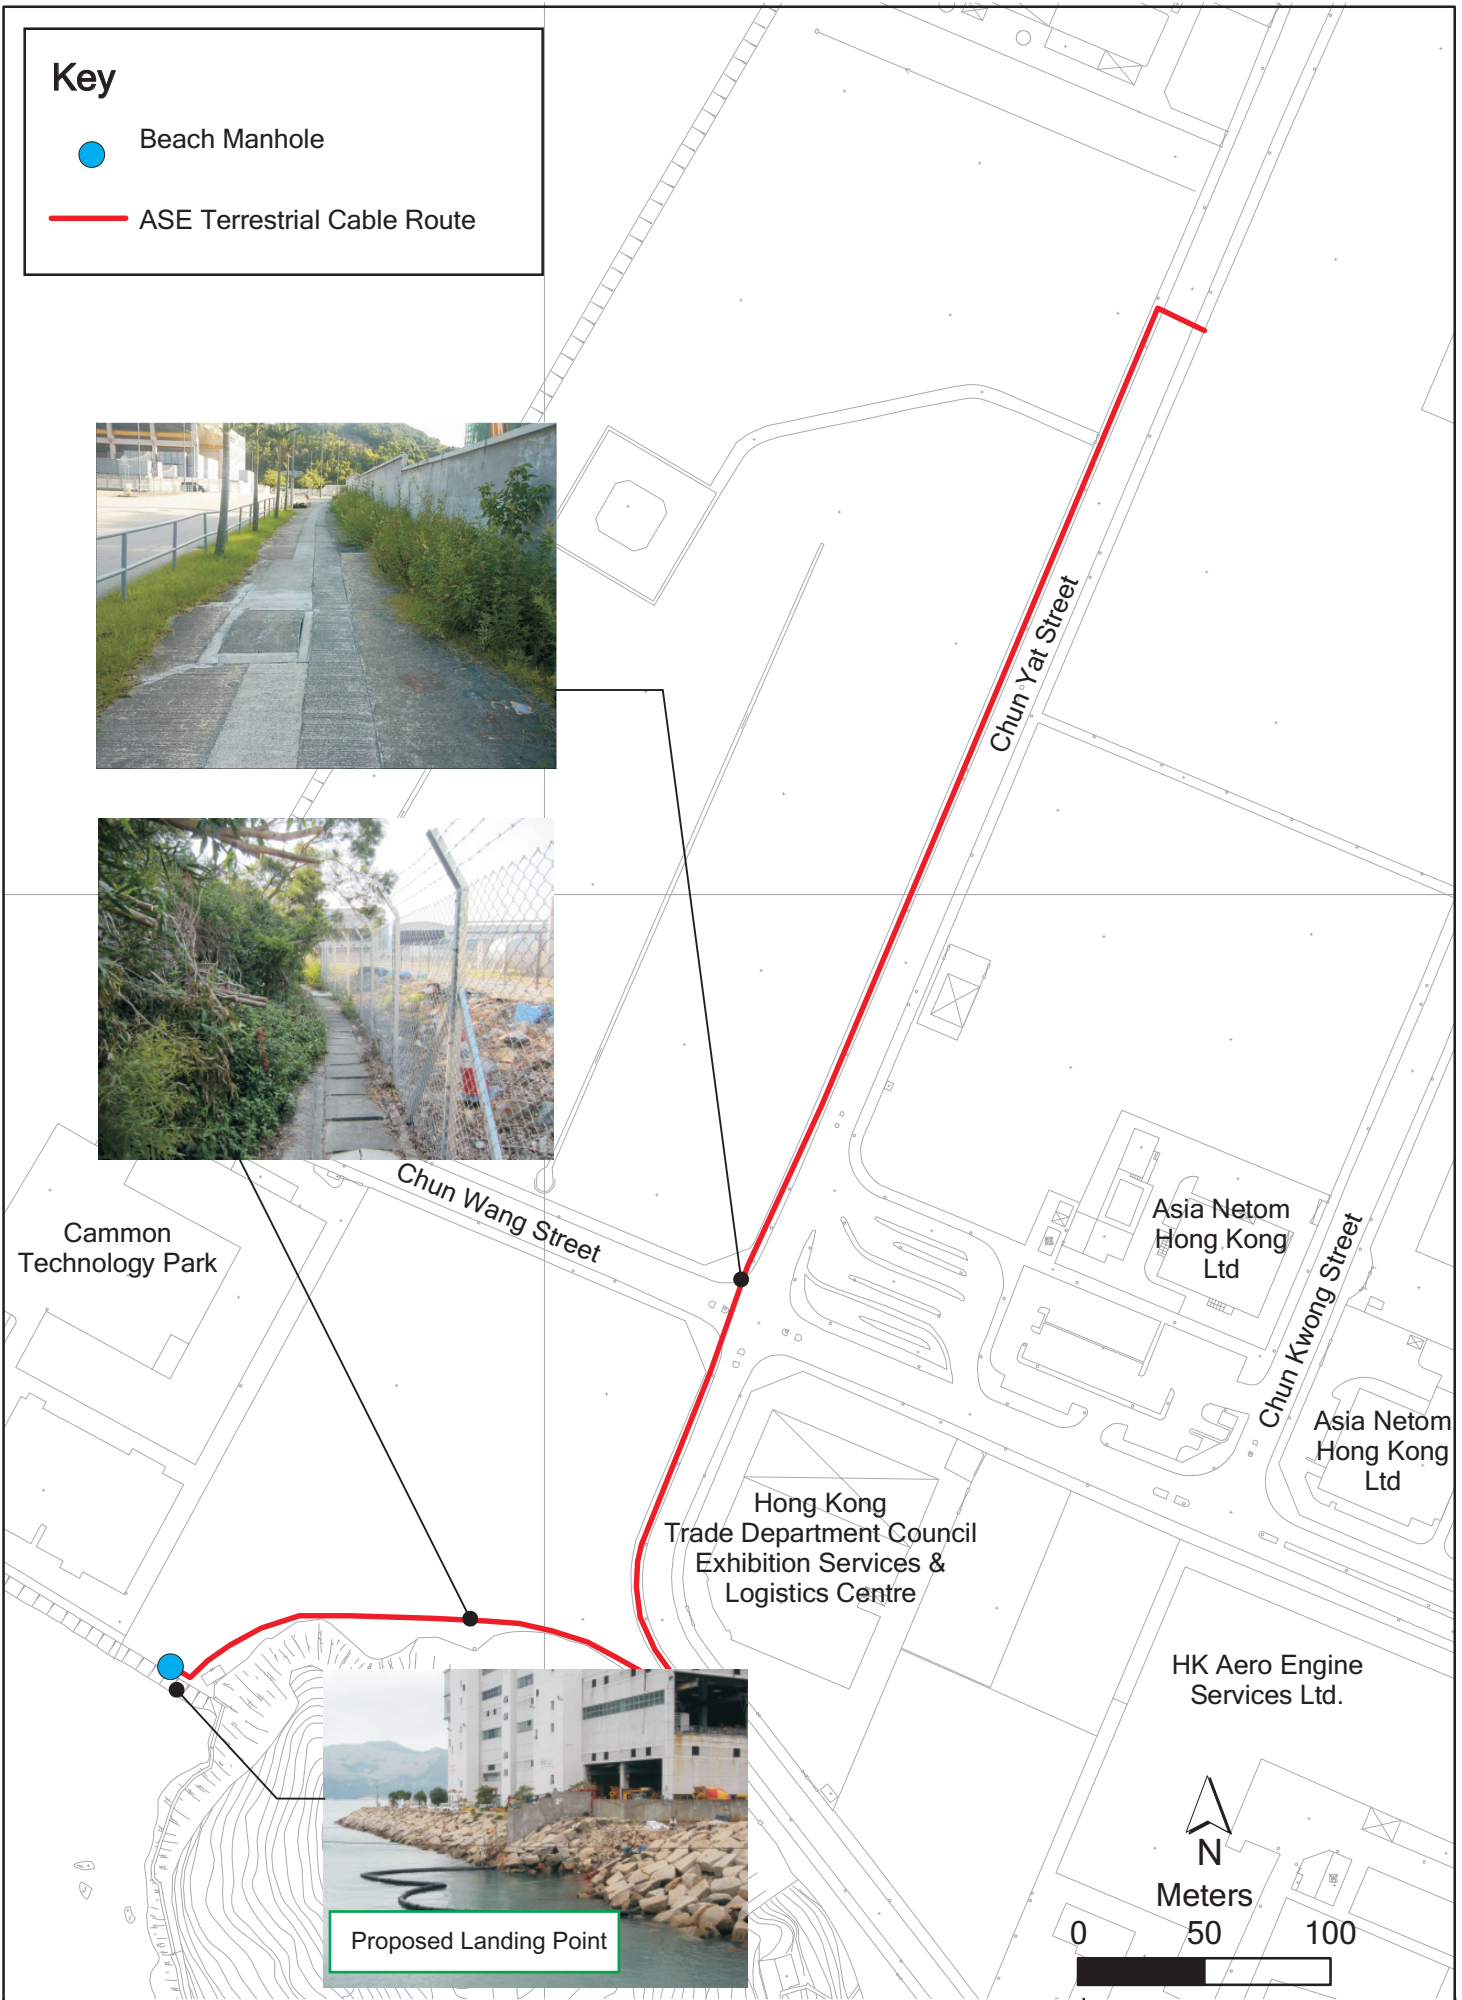 Key
Beach Manhole
ASE Terrestrial Cable Route
Chun Yat Street
Chun Wang Street
Cammon
Technology Park
Asia Netom
Hong Kong
Ltd
Chun Kwong Street
Asia Netom
Hong Kong
Ltd
Hong Kong
Trade Department Council
Exhibition Services &
Logistics Centre
HK Aero Engine
Services Ltd.
N
Meters
0 50 100
Proposed Landing Point